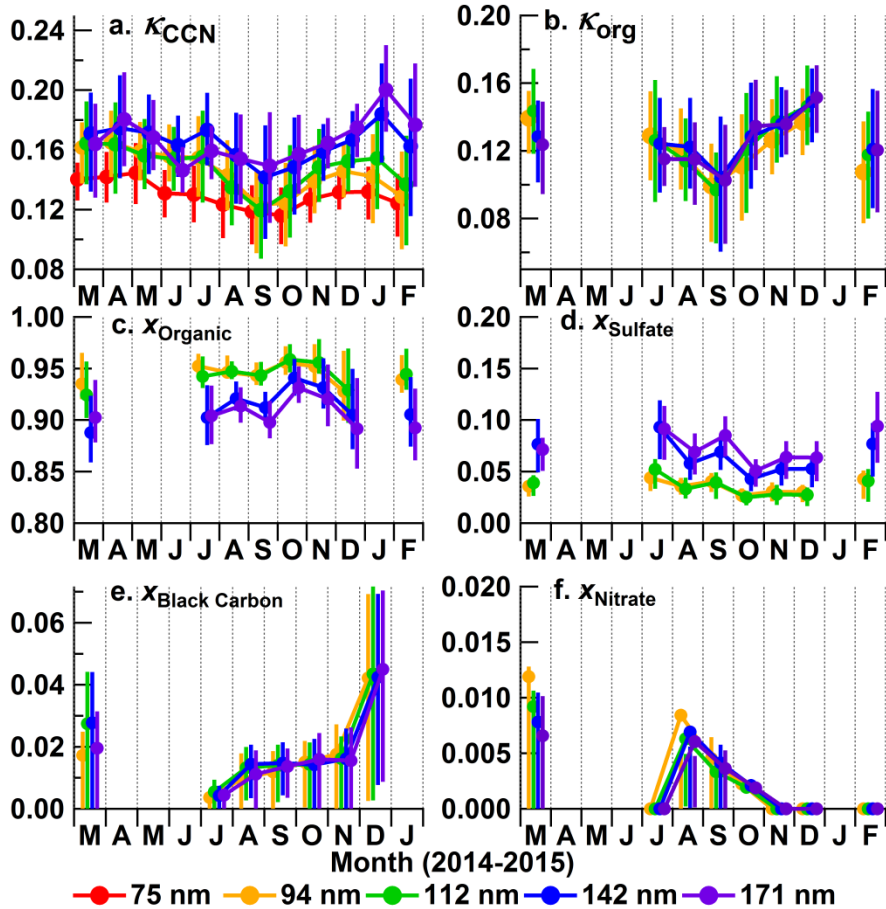 a. κCCN
b. κorg
0.24
0.20
0.16
0.12
0.08
0.20
0.16
0.12
0.08
M A M J J A S O N D J F
M A M J J A S O N D J F
c. xOrganic
d. xSulfate
1.00
0.95
0.90
0.85
0.80
0.20
0.15
0.10
0.05
0.00
M A M J J A S O N D J F
M A M J J A S O N D J F
e. xBlack Carbon
f. xNitrate
0.06
0.04
0.02
0.00
0.020
0.015
0.010
0.005
0.000
M A M J J A S O N D J F
M A M J J A S O N D J F
Month (2014-2015)
75 nm 94 nm 112 nm 142 nm 171 nm